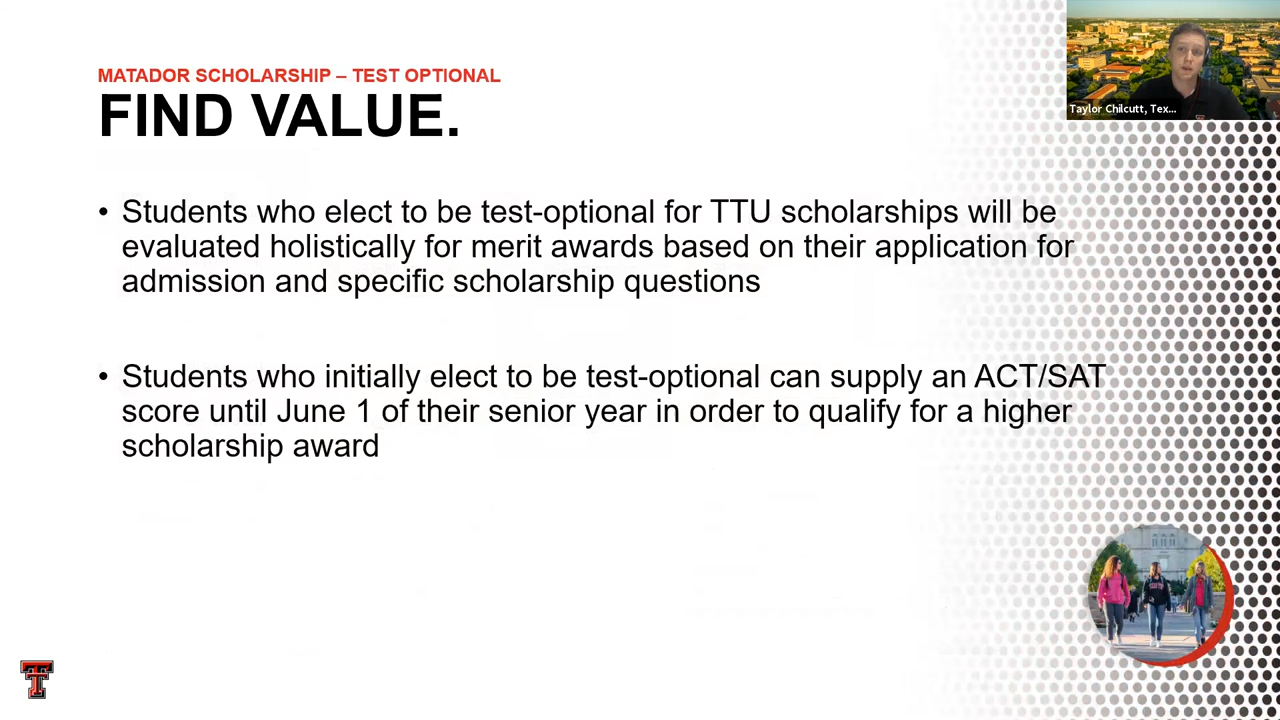 MATADOR SCHOLARSHIP – TEST OPTIONAL
FIND VALUE.
Taylor Chilcutt, Tex...
• Students who elect to be test-optional for TTU scholarships will be
evaluated holistically for merit awards based on their application for
admission and specific scholarship questions
• Students who initially elect to be test-optional can supply an ACT/SAT
score until June 1 of their senior year in order to qualify for a higher
scholarship award